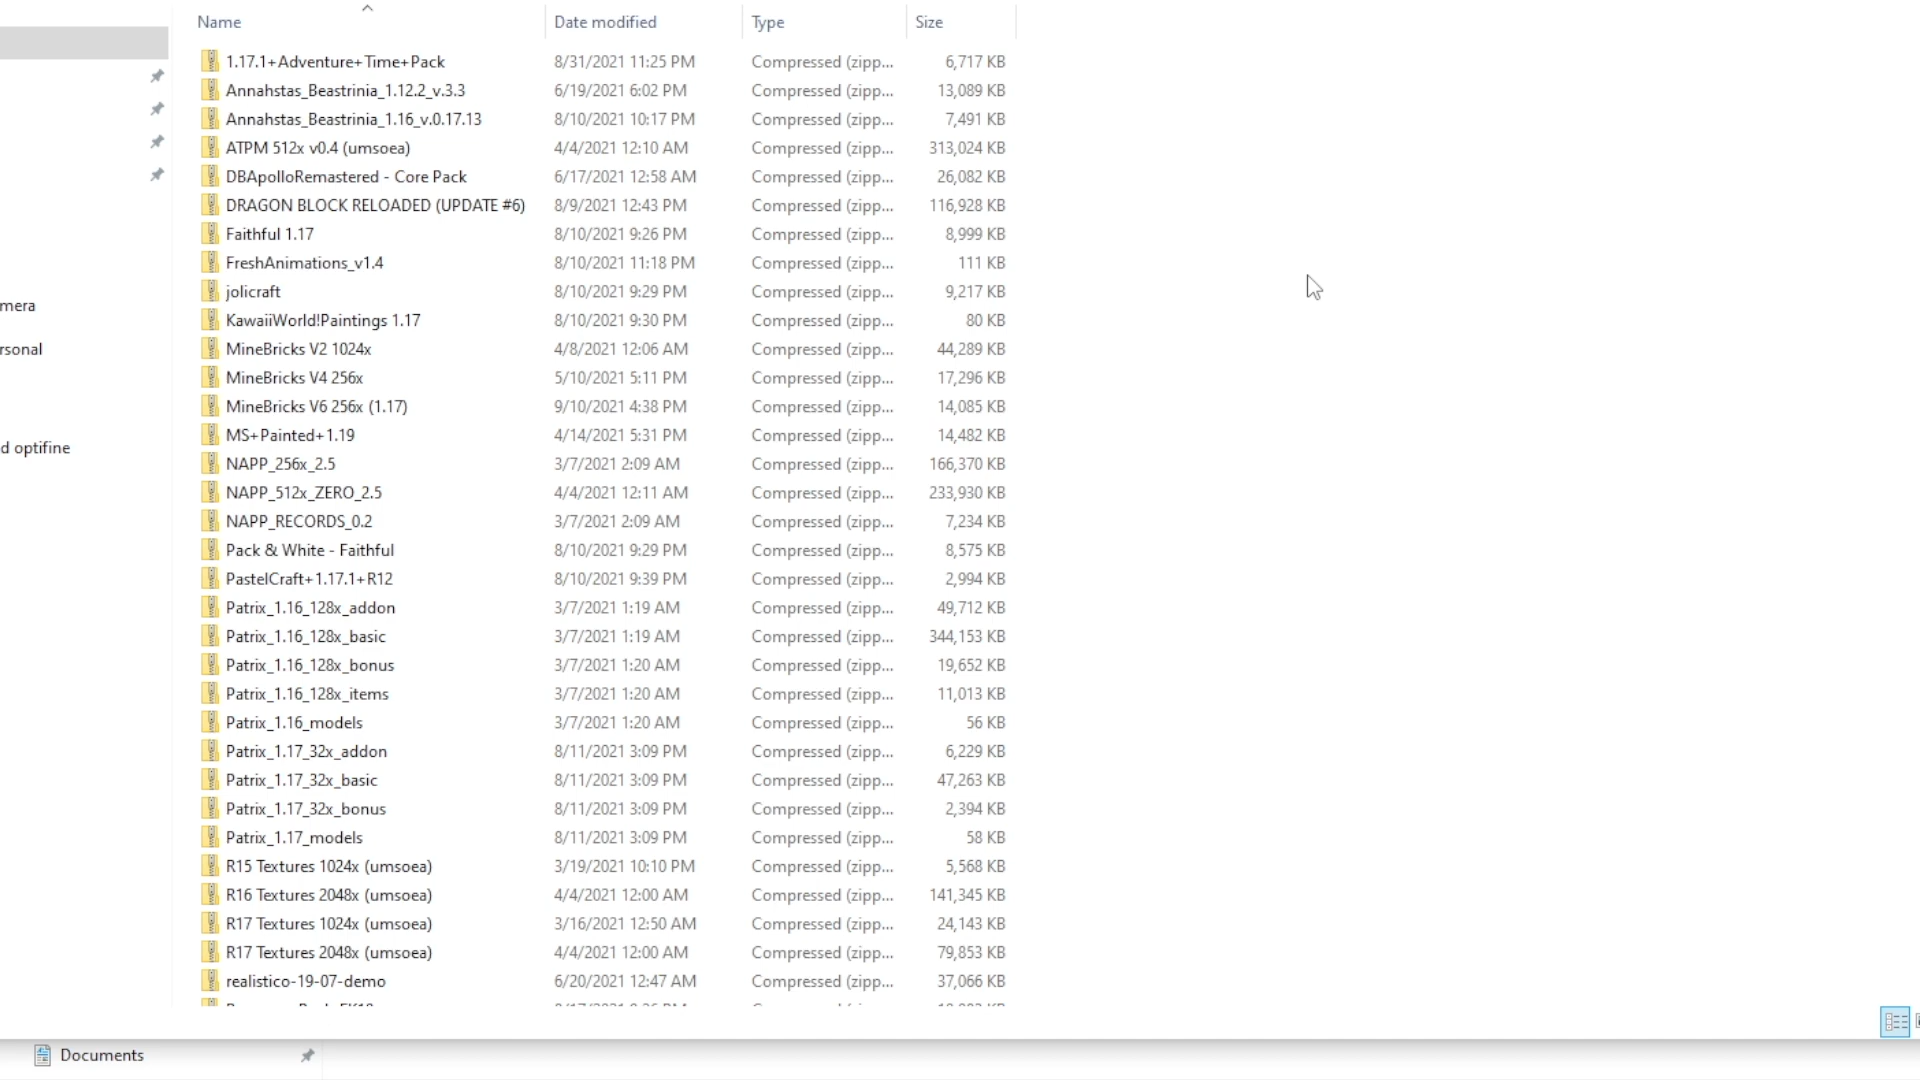 Name Date modified Type Size
1.17.1+Adventure+Time+Pack 8/31/2021 11:25 PM Compressed (zipp... 6,717 KB
Annahstas_Beastrinia_1.12.2_v.3.3 6/19/2021 6:02 PM Compressed (zipp... 13,089 KB
Annahstas_Beastrinia_1.16_v.0.17.13 8/10/2021 10:17 PM Compressed (zipp... 7,491 KB
ATPM 512x v0.4 (umsoea) 4/4/2021 12:10 AM Compressed (zipp... 313,024 KB
DBApolloRemastered - Core Pack 6/17/2021 12:58 AM Compressed (zipp... 26,082 KB
DRAGON BLOCK RELOADED (UPDATE #6) 8/9/2021 12:43 PM Compressed (zipp... 116,928 KB
Faithful 1.17 8/10/2021 9:26 PM Compressed (zipp... 8,999 KB
FreshAnimations_v1.4 8/10/2021 11:18 PM Compressed (zipp... 111 KB
jolicraft 8/10/2021 9:29 PM Compressed (zipp... 9,217 KB
mera
KawaiiWorld!Paintings 1.17 8/10/2021 9:30 PM Compressed (zipp... 80 KB
rsonal
MineBricks V2 1024x 4/8/2021 12:06 AM Compressed (zipp... 44,289 KB
MineBricks V4 256x 5/10/2021 5:11 PM Compressed (zipp... 17,296 KB
MineBricks V6 256x (1.17) 9/10/2021 4:38 PM Compressed (zipp... 14,085 KB
MS+Painted+1.19 4/14/2021 5:31 PM Compressed (zipp... 14,482 KB
d optifine
NAPP_256x_2.5 3/7/2021 2:09 AM Compressed (zipp... 166,370 KB
NAPP_512x_ZERO_2.5 4/4/2021 12:11 AM Compressed (zipp... 233,930 KB
NAPP_RECORDS_0.2 3/7/2021 2:09 AM Compressed (zipp... 7,234 KB
Pack & White - Faithful 8/10/2021 9:29 PM Compressed (zipp... 8,575 KB
PastelCraft+1.17.1+R12 8/10/2021 9:39 PM Compressed (zipp... 2,994 KB
Patrix_1.16_128x_addon 3/7/2021 1:19 AM Compressed (zipp... 49,712 KB
Patrix_1.16_128x_basic 3/7/2021 1:19 AM Compressed (zipp... 344,153 KB
Patrix_1.16_128x_bonus 3/7/2021 1:20 AM Compressed (zipp... 19,652 KB
Patrix_1.16_128x_items 3/7/2021 1:20 AM Compressed (zipp... 11,013 KB
Patrix_1.16_models 3/7/2021 1:20 AM Compressed (zipp... 56 KB
Patrix_1.17_32x_addon 8/11/2021 3:09 PM Compressed (zipp... 6,229 KB
Patrix_1.17_32x_basic 8/11/2021 3:09 PM Compressed (zipp... 47,263 KB
Patrix_1.17_32x_bonus 8/11/2021 3:09 PM Compressed (zipp... 2,394 KB
Patrix_1.17_models 8/11/2021 3:09 PM Compressed (zipp... 58 KB
R15 Textures 1024x (umsoea) 3/19/2021 10:10 PM Compressed (zipp... 5,568 KB
R16 Textures 2048x (umsoea) 4/4/2021 12:00 AM Compressed (zipp... 141,345 KB
R17 Textures 1024x (umsoea) 3/16/2021 12:50 AM Compressed (zipp... 24,143 KB
R17 Textures 2048x (umsoea) 4/4/2021 12:00 AM Compressed (zipp... 79,853 KB
realistico-19-07-demo 6/20/2021 12:47 AM Compressed (zipp... 37,066 KB
Documents